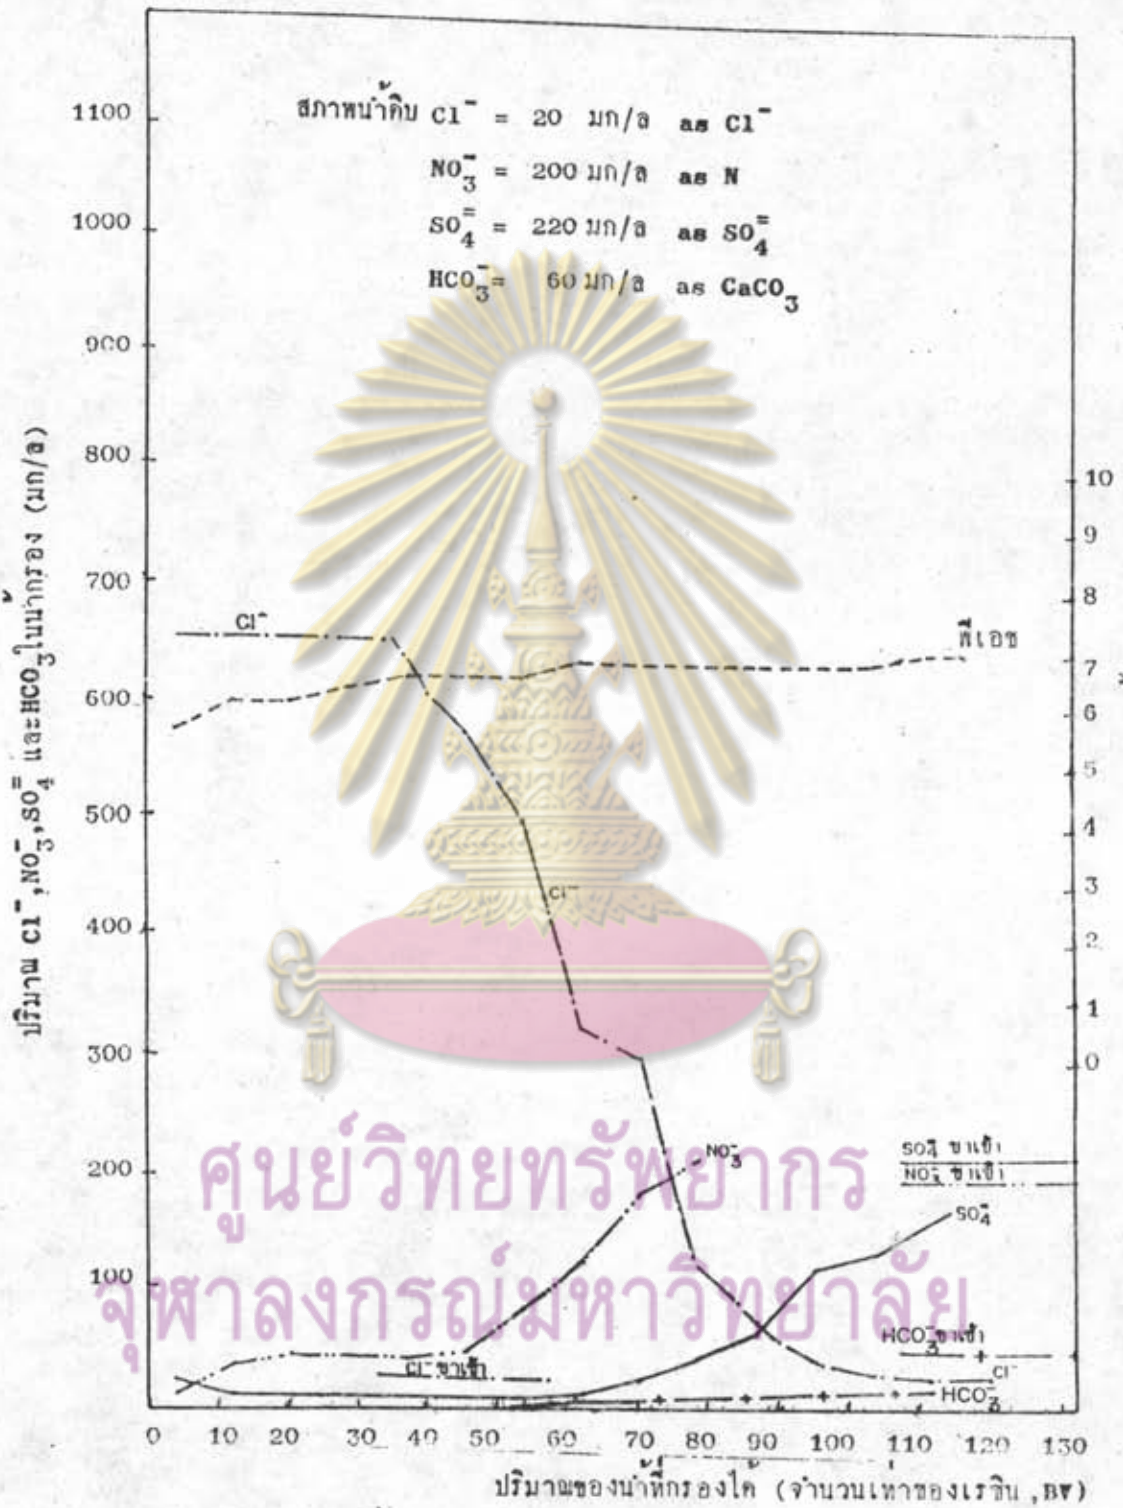 สภาพน้ำดิบ Cl⁻ = 20 มก/ล as Cl⁻
NO₃⁻ = 200 มก/ล as N
SO₄⁼ = 220 มก/ล as SO₄⁼
HCO₃⁻ = 60 มก/ล as CaCO₃
1100
1000
900
800
700
600
500
400
300
200
100
ปริมาณ Cl⁻, NO₃⁻, SO₄⁼ และ HCO₃⁻ ในน้ำกรอง (มก/ล)
10
9
8
7
6
5
4
3
2
1
0
Cl⁻
พีเอช
Cl⁻
NO₃⁻
SO₄⁼ ขาเข้า
NO₃⁻ ขาเข้า
SO₄⁼
HCO₃⁻ ขาเข้า
Cl⁻ ขาเข้า
Cl⁻
HCO₃⁻
ศูนย์วิทยทรัพยากร
จุฬาลงกรณ์มหาวิทยาลัย
0 10 20 30 40 50 60 70 80 90 100 110 120 130
ปริมาณของน้ำที่กรองได้ (จำนวนเท่าของเรซิน, BV)